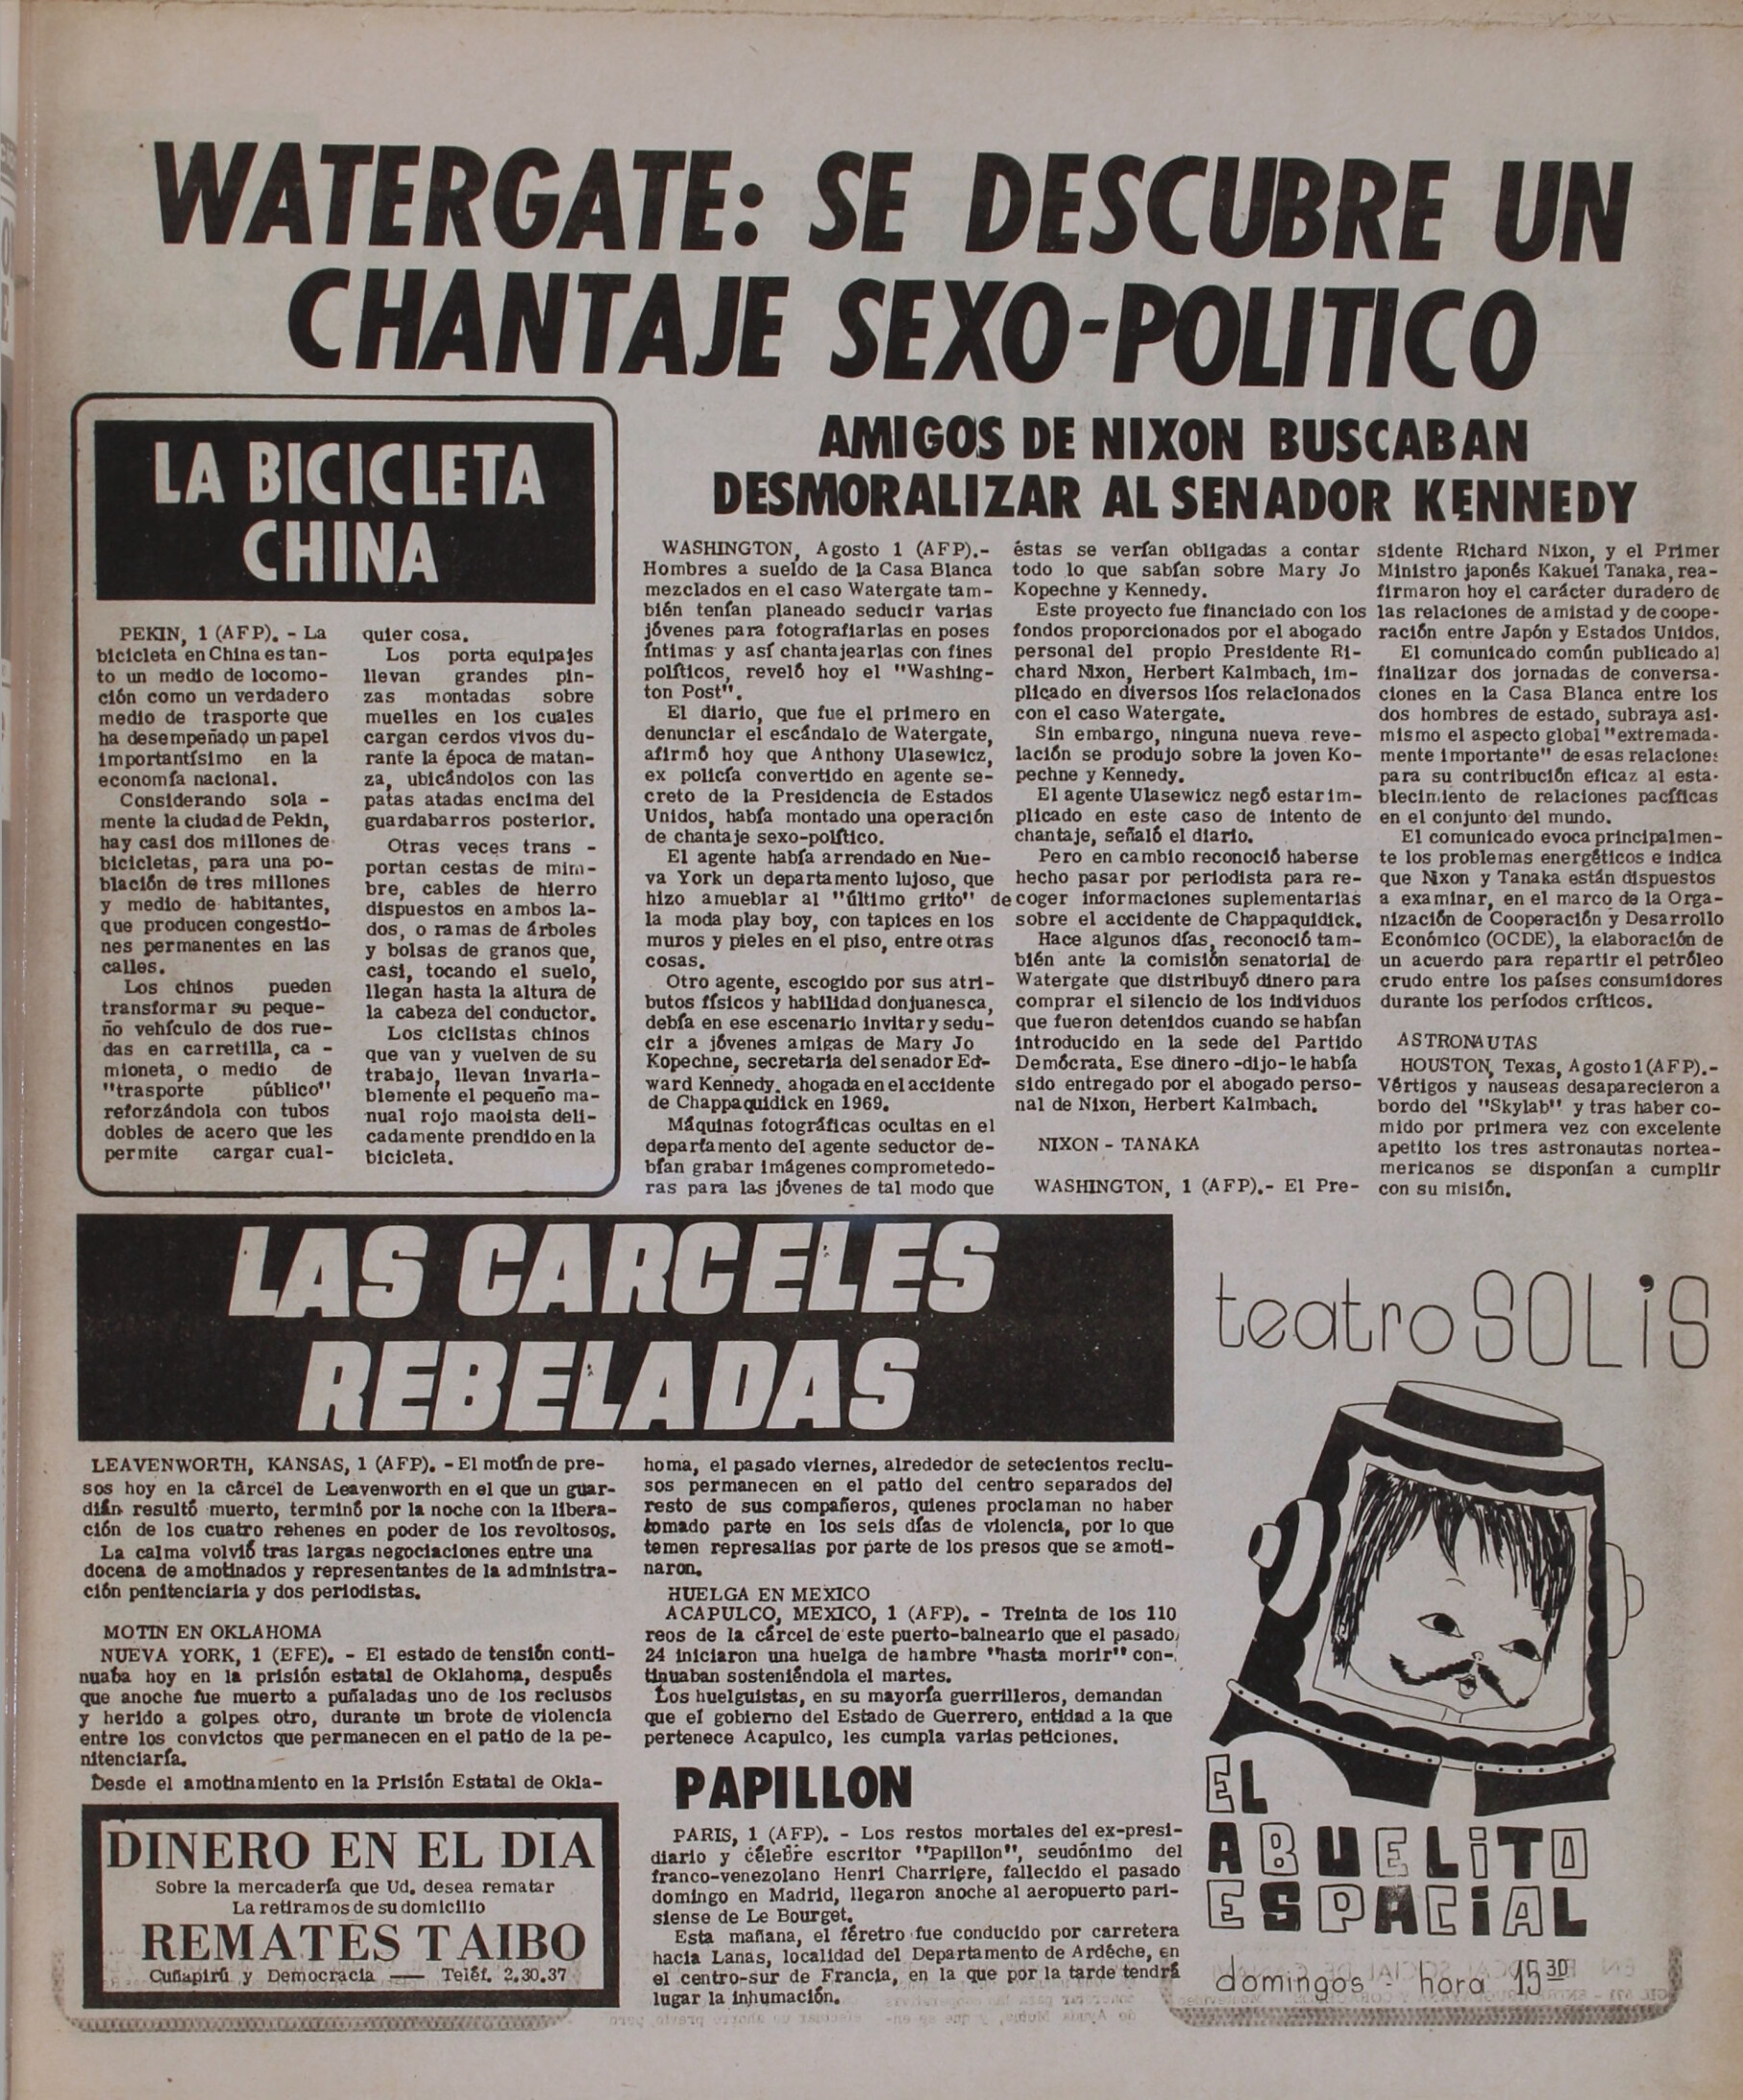 WATERGATE: SE DESCUBRE UN
CHANTAJE SEXO-POLITICO
LA BICICLETA
CHINA
PEKIN, 1 (AFP). - La
bicicleta en China es tan-
to un medio de locomo-
ción como un verdadero
medio de trasporte que
ha desempeñado un papel
importantísimo en la
economía nacional.
Considerando sola -
mente la ciudad de Pekín,
hay casi dos millones de
bicicletas, para una po-
blación de tres millones
y medio de habitantes,
que producen congestio-
nes permanentes en las
calles.
Los chinos pueden
transformar su peque-
ño vehículo de dos rue-
das en carretilla, ca -
mioneta, o medio de
"trasporte público"
reforzándola con tubos
dobles de acero que les
permite cargar cual-
quier cosa.
Los porta equipajes
llevan grandes pin-
zas montadas sobre
muelles en los cuales
cargan cerdos vivos du-
rante la época de matan-
za, ubicándolos con las
patas atadas encima del
guardabarros posterior.
Otras veces trans -
portan cestas de mim-
bre, cables de hierro
dispuestos en ambos la-
dos, o ramas de árboles
y bolsas de granos que,
casi, tocando el suelo,
llegan hasta la altura de
la cabeza del conductor.
Los ciclistas chinos
que van y vuelven de su
trabajo, llevan invaria-
blemente el pequeño ma-
nual rojo maoista deli-
cadamente prendido en la
bicicleta.
AMIGOS DE NIXON BUSCABAN
DESMORALIZAR AL SENADOR KENNEDY
WASHINGTON, Agosto 1 (AFP).-
Hombres a sueldo de la Casa Blanca
mezclados en el caso Watergate tam-
bién tenían planeado seducir varias
jóvenes para fotografiarlas en poses
íntimas y así chantajearlas con fines
políticos, reveló hoy el "Washing-
ton Post".
El diario, que fue el primero en
denunciar el escándalo de Watergate,
afirmó hoy que Anthony Ulasewicz,
ex policía convertido en agente se-
creto de la Presidencia de Estados
Unidos, había montado una operación
de chantaje sexo-político.
El agente había arrendado en Nue-
va York un departamento lujoso, que
hizo amueblar al "último grito" de
la moda play boy, con tapices en los
muros y pieles en el piso, entre otras
cosas.
Otro agente, escogido por sus atri-
butos físicos y habilidad donjuanesca,
debía en ese escenario invitar y sedu-
cir a jóvenes amigas de Mary Jo
Kopechne, secretaria del senador Ed-
ward Kennedy, ahogada en el accidente
de Chappaquidick en 1969.
Máquinas fotográficas ocultas en el
departamento del agente seductor de-
bían grabar imágenes comprometedo-
ras para las jóvenes de tal modo que
éstas se verían obligadas a contar
todo lo que sabían sobre Mary Jo
Kopechne y Kennedy.
Este proyecto fue financiado con los
fondos proporcionados por el abogado
personal del propio Presidente Ri-
chard Nixon, Herbert Kalmbach, im-
plicado en diversos líos relacionados
con el caso Watergate.
Sin embargo, ninguna nueva reve-
lación se produjo sobre la joven Ko-
pechne y Kennedy.
El agente Ulasewicz negó estar im-
plicado en este caso de intento de
chantaje, señaló el diario.
Pero en cambio reconoció haberse
hecho pasar por periodista para re-
coger informaciones suplementarias
sobre el accidente de Chappaquidick.
Hace algunos días, reconoció tam-
bién ante la comisión senatorial de
Watergate que distribuyó dinero para
comprar el silencio de los individuos
que fueron detenidos cuando se habían
introducido en la sede del Partido
Demócrata. Ese dinero -dijo- le había
sido entregado por el abogado perso-
nal de Nixon, Herbert Kalmbach.
NIXON - TANAKA
WASHINGTON, 1 (AFP).- El Pre-
sidente Richard Nixon, y el Primer
Ministro japonés Kakuei Tanaka, rea-
firmaron hoy el carácter duradero de
las relaciones de amistad y de coope-
ración entre Japón y Estados Unidos.
El comunicado común publicado al
finalizar dos jornadas de conversa-
ciones en la Casa Blanca entre los
dos hombres de estado, subraya asi-
mismo el aspecto global "extremada-
mente importante" de esas relaciones
para su contribución eficaz al esta-
blecimiento de relaciones pacíficas
en el conjunto del mundo.
El comunicado evoca principalmen-
te los problemas energéticos e indica
que Nixon y Tanaka están dispuestos
a examinar, en el marco de la Orga-
nización de Cooperación y Desarrollo
Económico (OCDE), la elaboración de
un acuerdo para repartir el petróleo
crudo entre los países consumidores
durante los períodos críticos.
ASTRONAUTAS
HOUSTON, Texas, Agosto 1 (AFP).-
Vértigos y nauseas desaparecieron a
bordo del "Skylab" y tras haber co-
mido por primera vez con excelente
apetito los tres astronautas nortea-
mericanos se disponían a cumplir
con su misión.
LAS CARCELES
REBELADAS
LEAVENWORTH, KANSAS, 1 (AFP). - El motín de pre-
sos hoy en la cárcel de Leavenworth en el que un guar-
dián resultó muerto, terminó por la noche con la libera-
ción de los cuatro rehenes en poder de los revoltosos.
La calma volvió tras largas negociaciones entre una
docena de amotinados y representantes de la administra-
ción penitenciaria y dos periodistas.
MOTIN EN OKLAHOMA
NUEVA YORK, 1 (EFE). - El estado de tensión conti-
nuaba hoy en la prisión estatal de Oklahoma, después
que anoche fue muerto a puñaladas uno de los reclusos
y herido a golpes otro, durante un brote de violencia
entre los convictos que permanecen en el patio de la pe-
nitenciaría.
Desde el amotinamiento en la Prisión Estatal de Okla-
homa, el pasado viernes, alrededor de setecientos reclu-
sos permanecen en el patio del centro separados del
resto de sus compañeros, quienes proclaman no haber
tomado parte en los seis días de violencia, por lo que
temen represalias por parte de los presos que se amoti-
naron.
HUELGA EN MEXICO
ACAPULCO, MEXICO, 1 (AFP). - Treinta de los 110
reos de la cárcel de este puerto-balneario que el pasado
24 iniciaron una huelga de hambre "hasta morir" con-
tinuaban sosteniéndola el martes.
Los huelguistas, en su mayoría guerrilleros, demandan
que el gobierno del Estado de Guerrero, entidad a la que
pertenece Acapulco, les cumpla varias peticiones.
PAPILLON
PARIS, 1 (AFP). - Los restos mortales del ex-presi-
diario y célebre escritor "Papillon", seudónimo del
franco-venezolano Henri Charriere, fallecido el pasado
domingo en Madrid, llegaron anoche al aeropuerto pari-
siense de Le Bourget.
Esta mañana, el féretro fue conducido por carretera
hacia Lanas, localidad del Departamento de Ardêche, en
el centro-sur de Francia, en la que por la tarde tendrá
lugar la inhumación.
DINERO EN EL DIA
Sobre la mercadería que Ud. desea rematar
La retiramos de su domicilio
REMATES TAIBO
Cuñapirú y Democracia — Teléf. 2.30.37
teatro SOLIS
EL
ABUELITO
ESPACIAL
domingos - hora 15 30